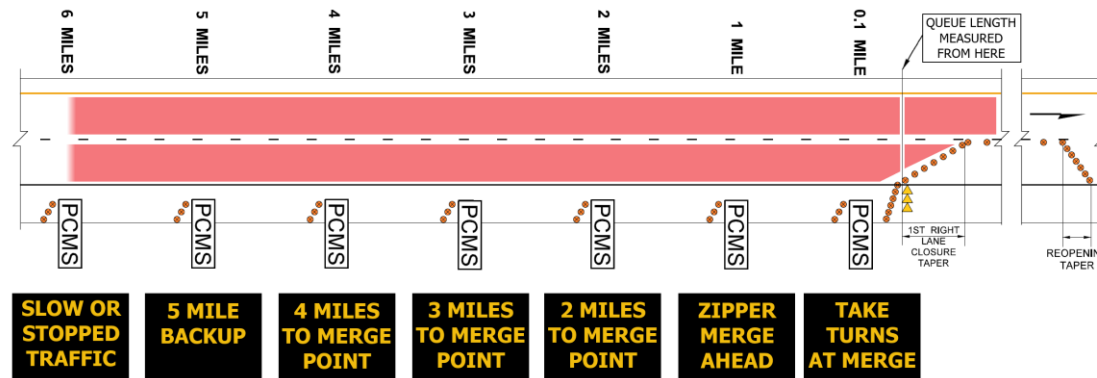 6 MILES
5 MILES
4 MILES
3 MILES
2 MILES
1 MILE
0.1 MILE
QUEUE LENGTH
MEASURED
FROM HERE
PCMS
PCMS
PCMS
PCMS
PCMS
PCMS
PCMS
1ST RIGHT
LANE
CLOSURE
TAPER
REOPENIN
TAPER
SLOW OR
STOPPED
TRAFFIC
5 MILE
BACKUP
4 MILES
TO MERGE
POINT
3 MILES
TO MERGE
POINT
2 MILES
TO MERGE
POINT
ZIPPER
MERGE
AHEAD
TAKE
TURNS
AT MERGE